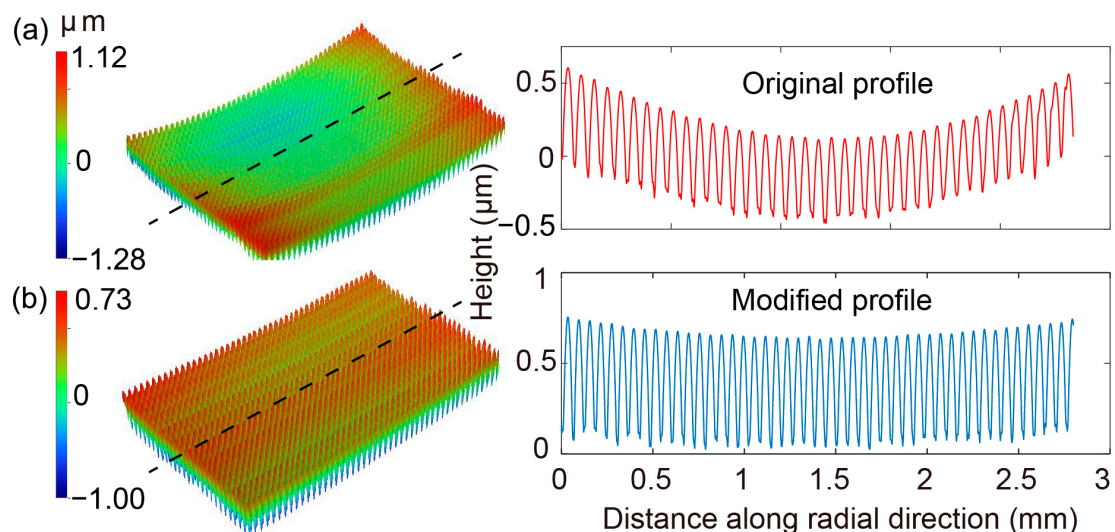 (a)
μm
1.12
0
−1.28
Original profile
0.5
0
−0.5
Height (μm)
(b)
0.73
0
−1.00
Modified profile
1
0.5
0
0 0.5 1 1.5 2 2.5 3
Distance along radial direction (mm)